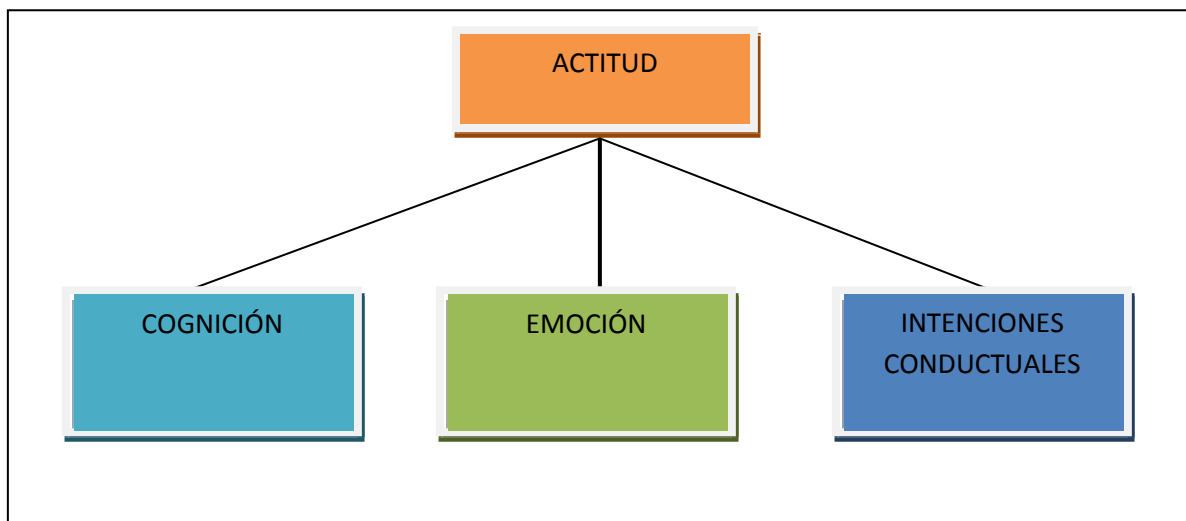 ACTITUD
COGNICIÓN
EMOCIÓN
INTENCIONES
CONDUCTUALES